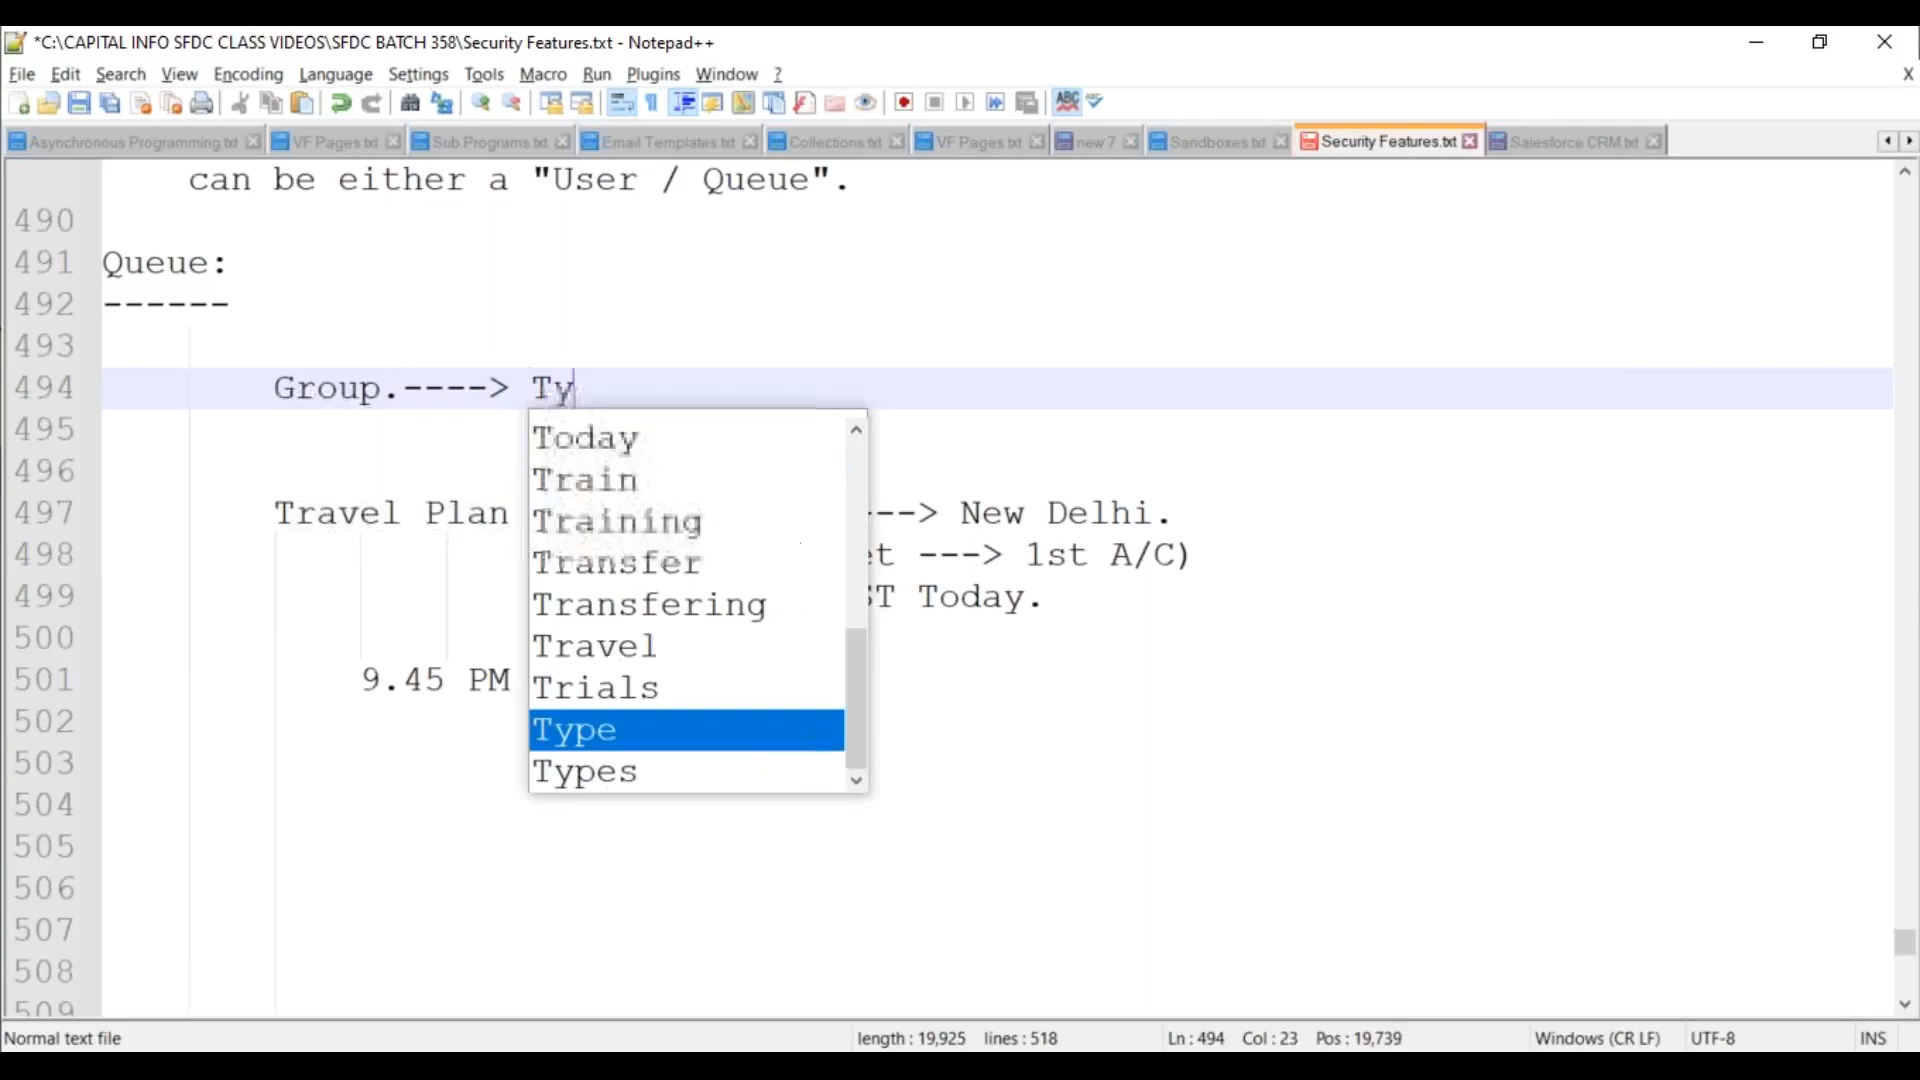 *C:\CAPITAL INFO SFDC CLASS VIDEOS\SFDC BATCH 358\Security Features.txt - Notepad++
File Edit Search View Encoding Language Settings Tools Macro Run Plugins Window ? X
Asynchronous Programming.txt VF Pages.txt Sub Programs.txt Email Templates.txt Collections.txt VF Pages.txt new 7 Sandboxes.txt Security Features.txt Salesforce CRM.txt
can be either a "User / Queue".
490
491 Queue:
492 ------
493
494 Group.----> Ty
495
496
497 Travel Plan --> New Delhi.
498 et ---> 1st A/C)
499 ST Today.
500
501 9.45 PM
502
503
504
505
506
507
508
509
Today
Train
Training
Transfer
Transfering
Travel
Trials
Type
Types
Normal text file length : 19,925 lines : 518 Ln : 494 Col : 23 Pos : 19,739 Windows (CR LF) UTF-8 INS